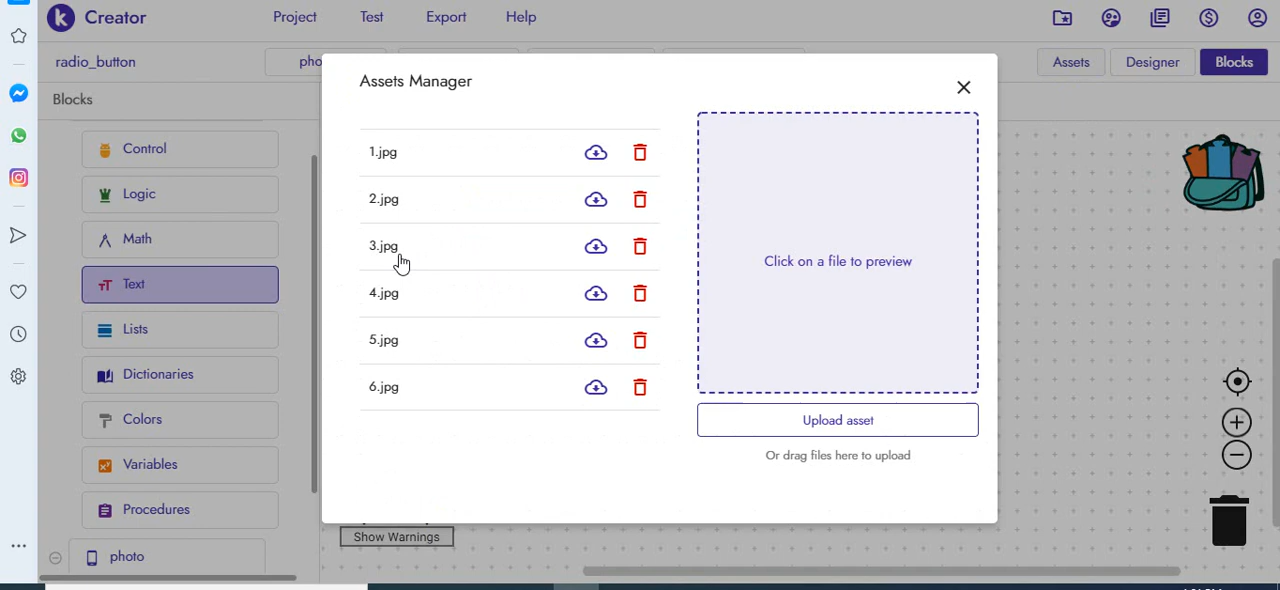 Creator
Project
Test
Export
Help
radio_button
pho
Assets
Designer
Blocks
Blocks
Control
Logic
Math
Text
Lists
Dictionaries
Colors
Variables
Procedures
photo
Assets Manager
1.jpg
2.jpg
3.jpg
4.jpg
5.jpg
6.jpg
Click on a file to preview
Upload asset
Or drag files here to upload
Show Warnings